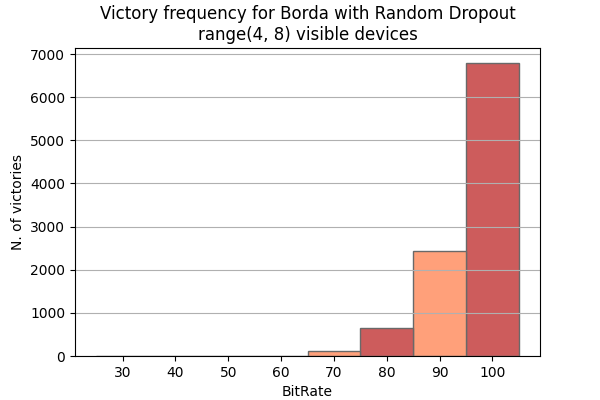 Victory frequency for Borda with Random Dropout
range(4, 8) visible devices
7000
6000
5000
4000
3000
2000
1000
0
N. of victories
30 40 50 60 70 80 90 100
BitRate